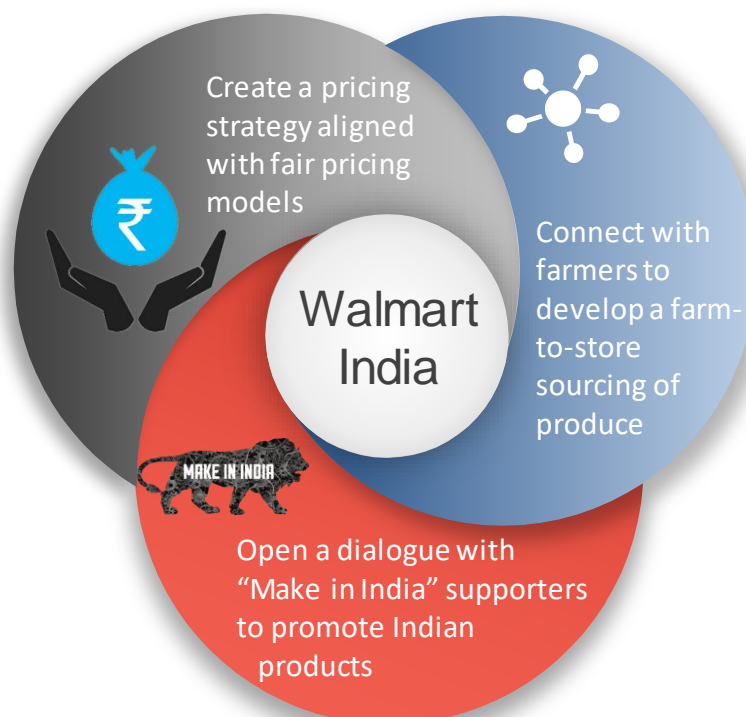 Create a pricing
strategy aligned
with fair pricing
models
₹
Connect with
farmers to
develop a farm-
to-store
sourcing of
produce
Walmart
India
MAKE IN INDIA
Open a dialogue with
“Make in India” supporters
to promote Indian
products